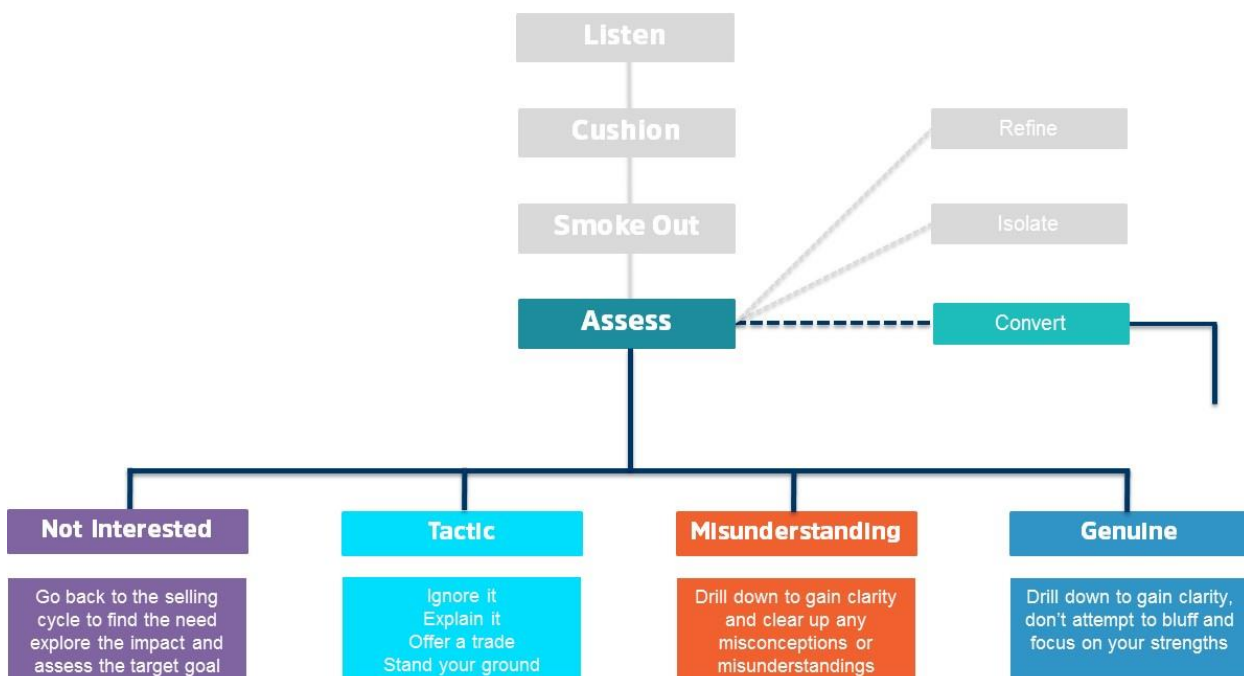 Listen
Cushion
Refine
Smoke Out
Isolate
Assess
Convert
Not Interested
Go back to the selling
cycle to find the need
explore the impact and
assess the target goal
Tactic
Ignore it
Explain it
Offer a trade
Stand your ground
Misunderstanding
Drill down to gain clarity
and clear up any
misconceptions or
misunderstandings
Genuine
Drill down to gain clarity,
don't attempt to bluff and
focus on your strengths